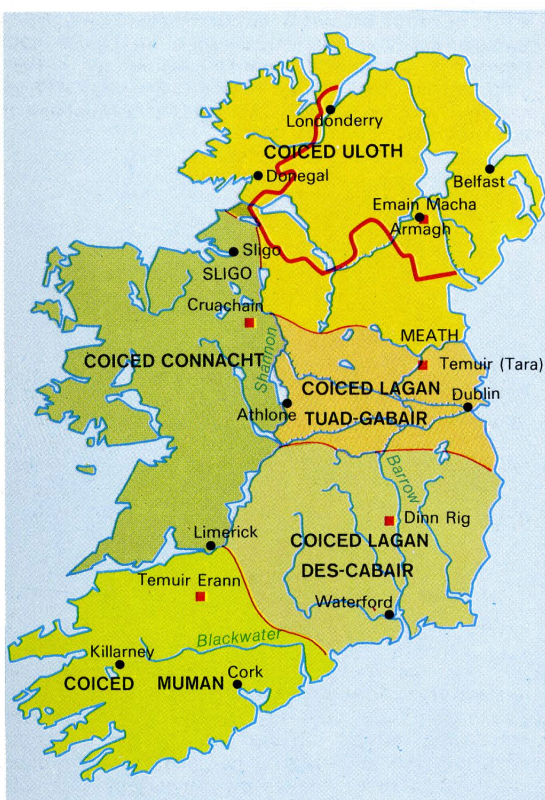 Londonderry
COICED ULOTH
Donegal
Belfast
Emain Macha
Armagh
Sligo
SLIGO
Cruachain
MEATH
Shannon
COICED CONNACHT
Temuir (Tara)
COICED LAGAN
TUAD-GABAIR
Dublin
Athlone
Barrow
Dinn Rig
COICED LAGAN
DES-CABAIR
Limerick
Temuir Erann
Waterford
Blackwater
Killarney
Cork
COICED MUMAN